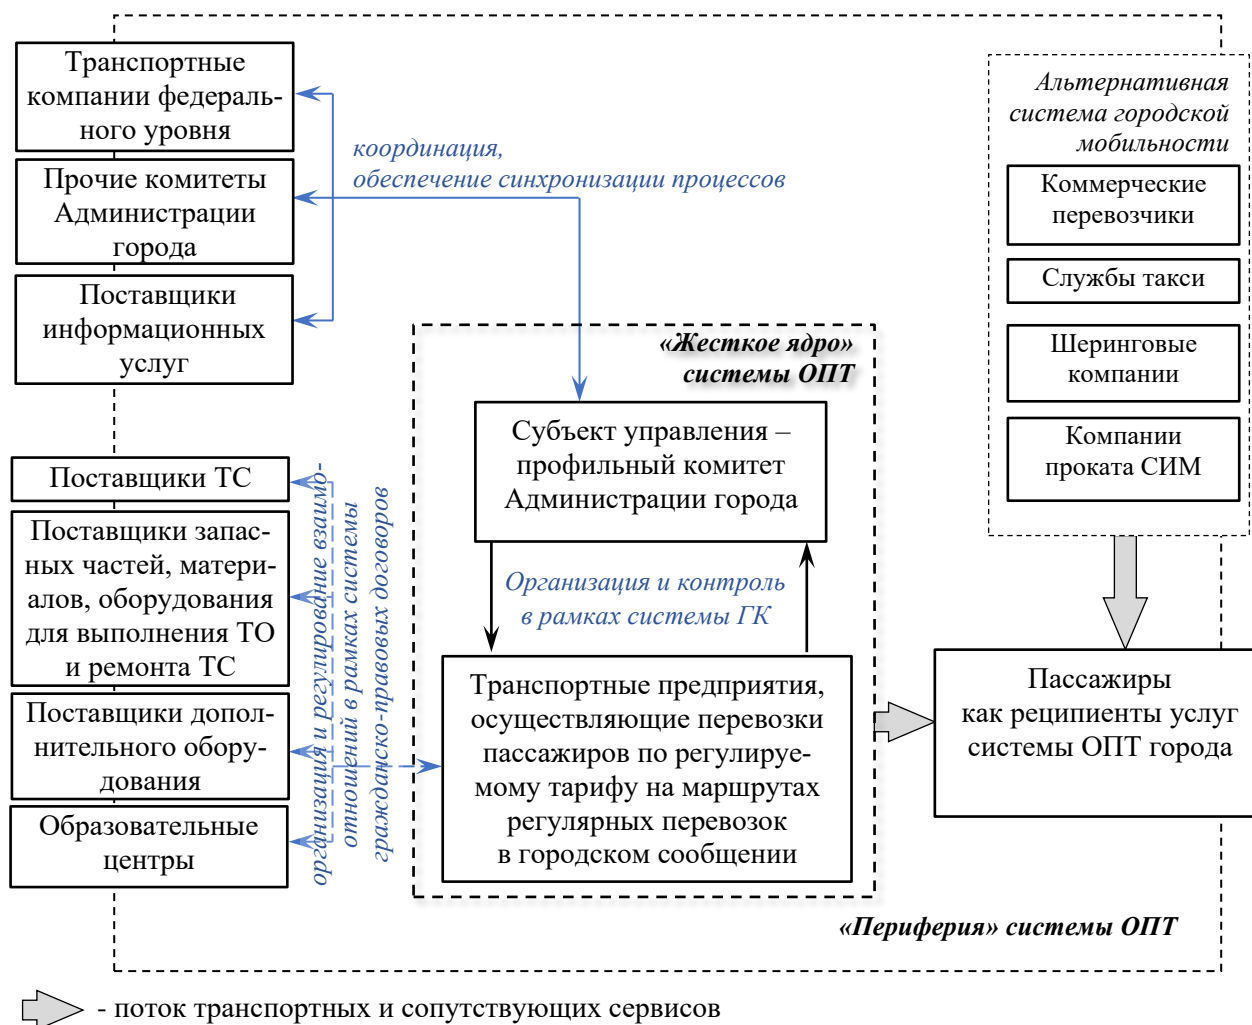 Транспортные
компании федераль-
ного уровня
Прочие комитеты
Администрации
города
Поставщики
информационных
услуг
координация,
обеспечение синхронизации процессов
Альтернативная
система городской
мобильности
Коммерческие
перевозчики
Службы такси
Шеринговые
компании
Компании
проката СИМ
«Жесткое ядро»
системы ОПТ
Субъект управления –
профильный комитет
Администрации города
Организация и контроль
в рамках системы ГК
Транспортные предприятия,
осуществляющие перевозки
пассажиров по регулируе-
мому тарифу на маршрутах
регулярных перевозок
в городском сообщении
Поставщики ТС
Поставщики запас-
ных частей, матери-
алов, оборудования
для выполнения ТО
и ремонта ТС
Поставщики допол-
нительного обору-
дования
Образовательные
центры
организация и регулирование взаимо-
отношений в рамках системы
гражданско-правовых договоров
Пассажиры
как реципиенты услуг
системы ОПТ города
«Периферия» системы ОПТ
- поток транспортных и сопутствующих сервисов